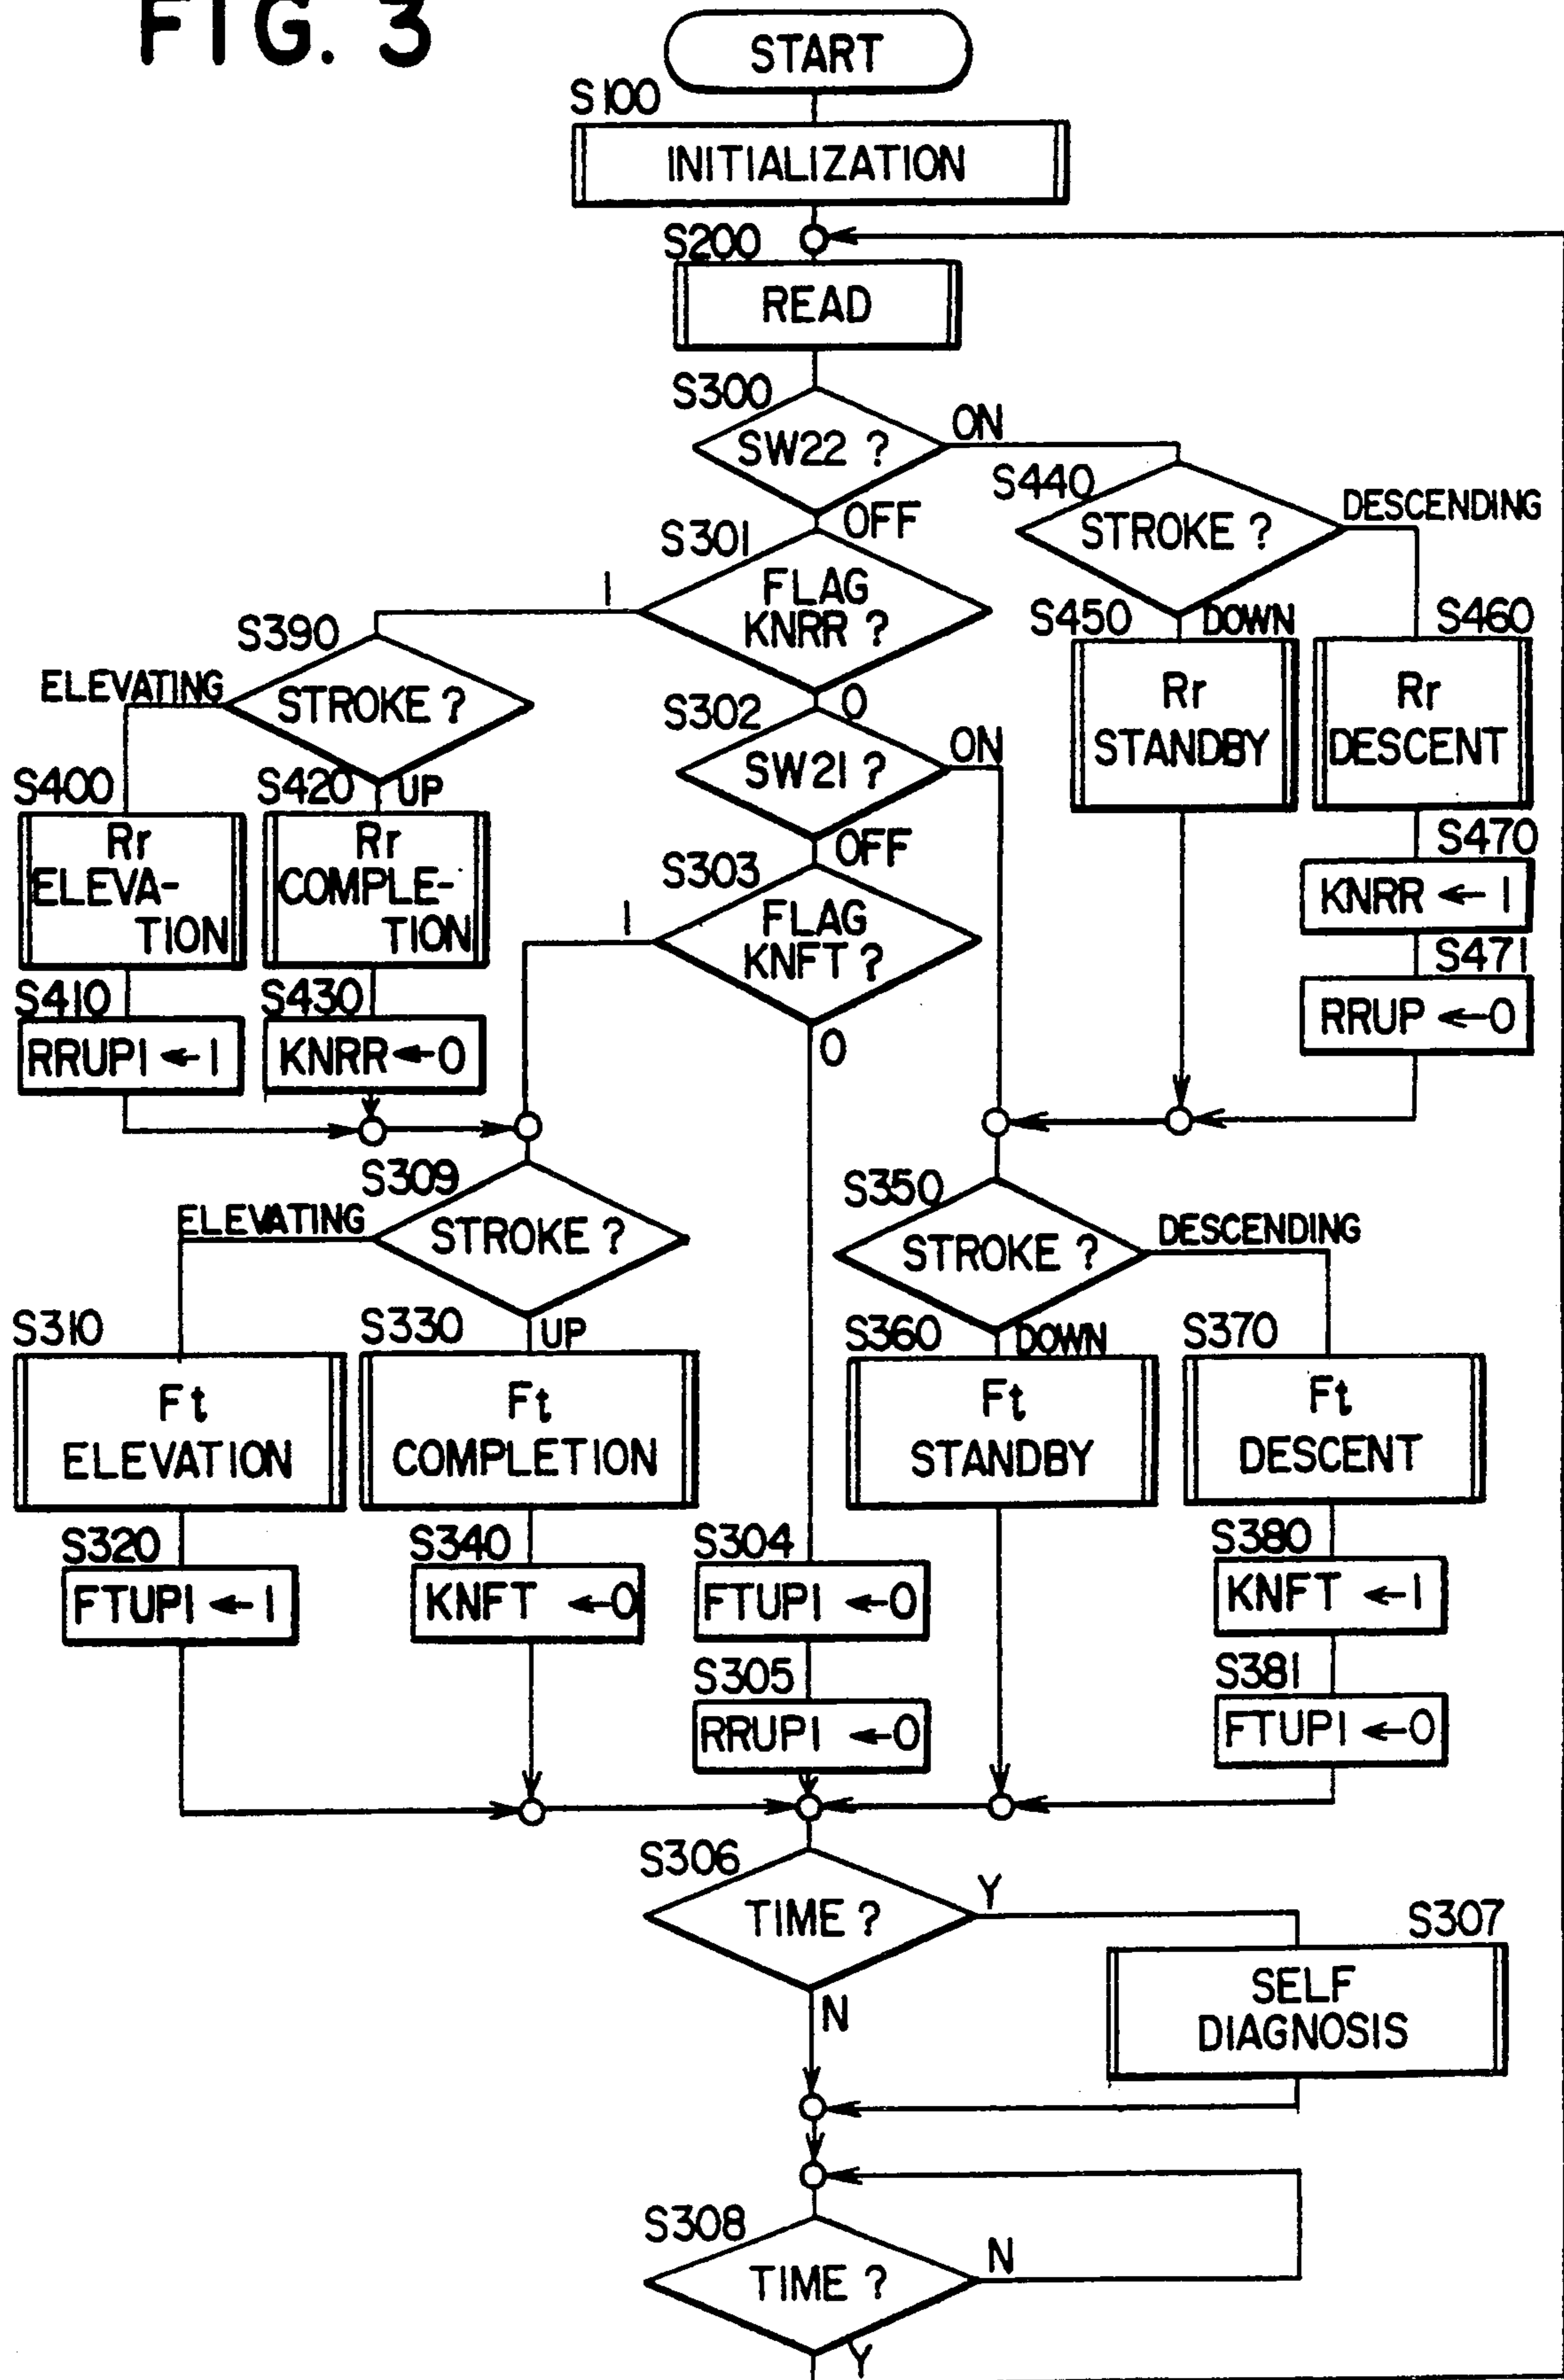 FIG. 3
START
S100
INITIALIZATION
S200
READ
S300
SW22 ?
ON
OFF
S440
STROKE ?
DESCENDING
S301
FLAG
KNRR ?
1
0
S450
DOWN
Rr
STANDBY
S460
Rr
DESCENT
S390
ELEVATING
STROKE ?
UP
S302
SW21 ?
ON
OFF
S400
Rr
ELEVA-
TION
S420
Rr
COMPLE-
TION
S303
FLAG
KNFT ?
1
0
S470
KNRR ← 1
S471
RRUP ← 0
S410
RRUP1 ← 1
S430
KNRR ← 0
S309
ELEVATING
STROKE ?
UP
S350
STROKE ?
DESCENDING
DOWN
S310
Ft
ELEVATION
S330
Ft
COMPLETION
S360
Ft
STANDBY
S370
Ft
DESCENT
S320
FTUP1 ← 1
S340
KNFT ← 0
S304
FTUP1 ← 0
S380
KNFT ← 1
S305
RRUP1 ← 0
S381
FTUP1 ← 0
S306
TIME ?
Y
N
S307
SELF
DIAGNOSIS
S308
TIME ?
N
Y